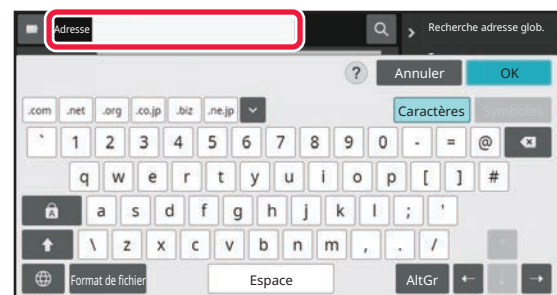 Adresse Recherche adresse glob.
? Annuler OK
.com .net .org .co.jp .biz .ne.jp Caractères Symboles
` 1 2 3 4 5 6 7 8 9 0 - = @
q w e r t y u i o p [ ] #
a s d f g h j k l ; '
\ z x c v b n m , . /
Format de fichier Espace AltGr ← ↓ →